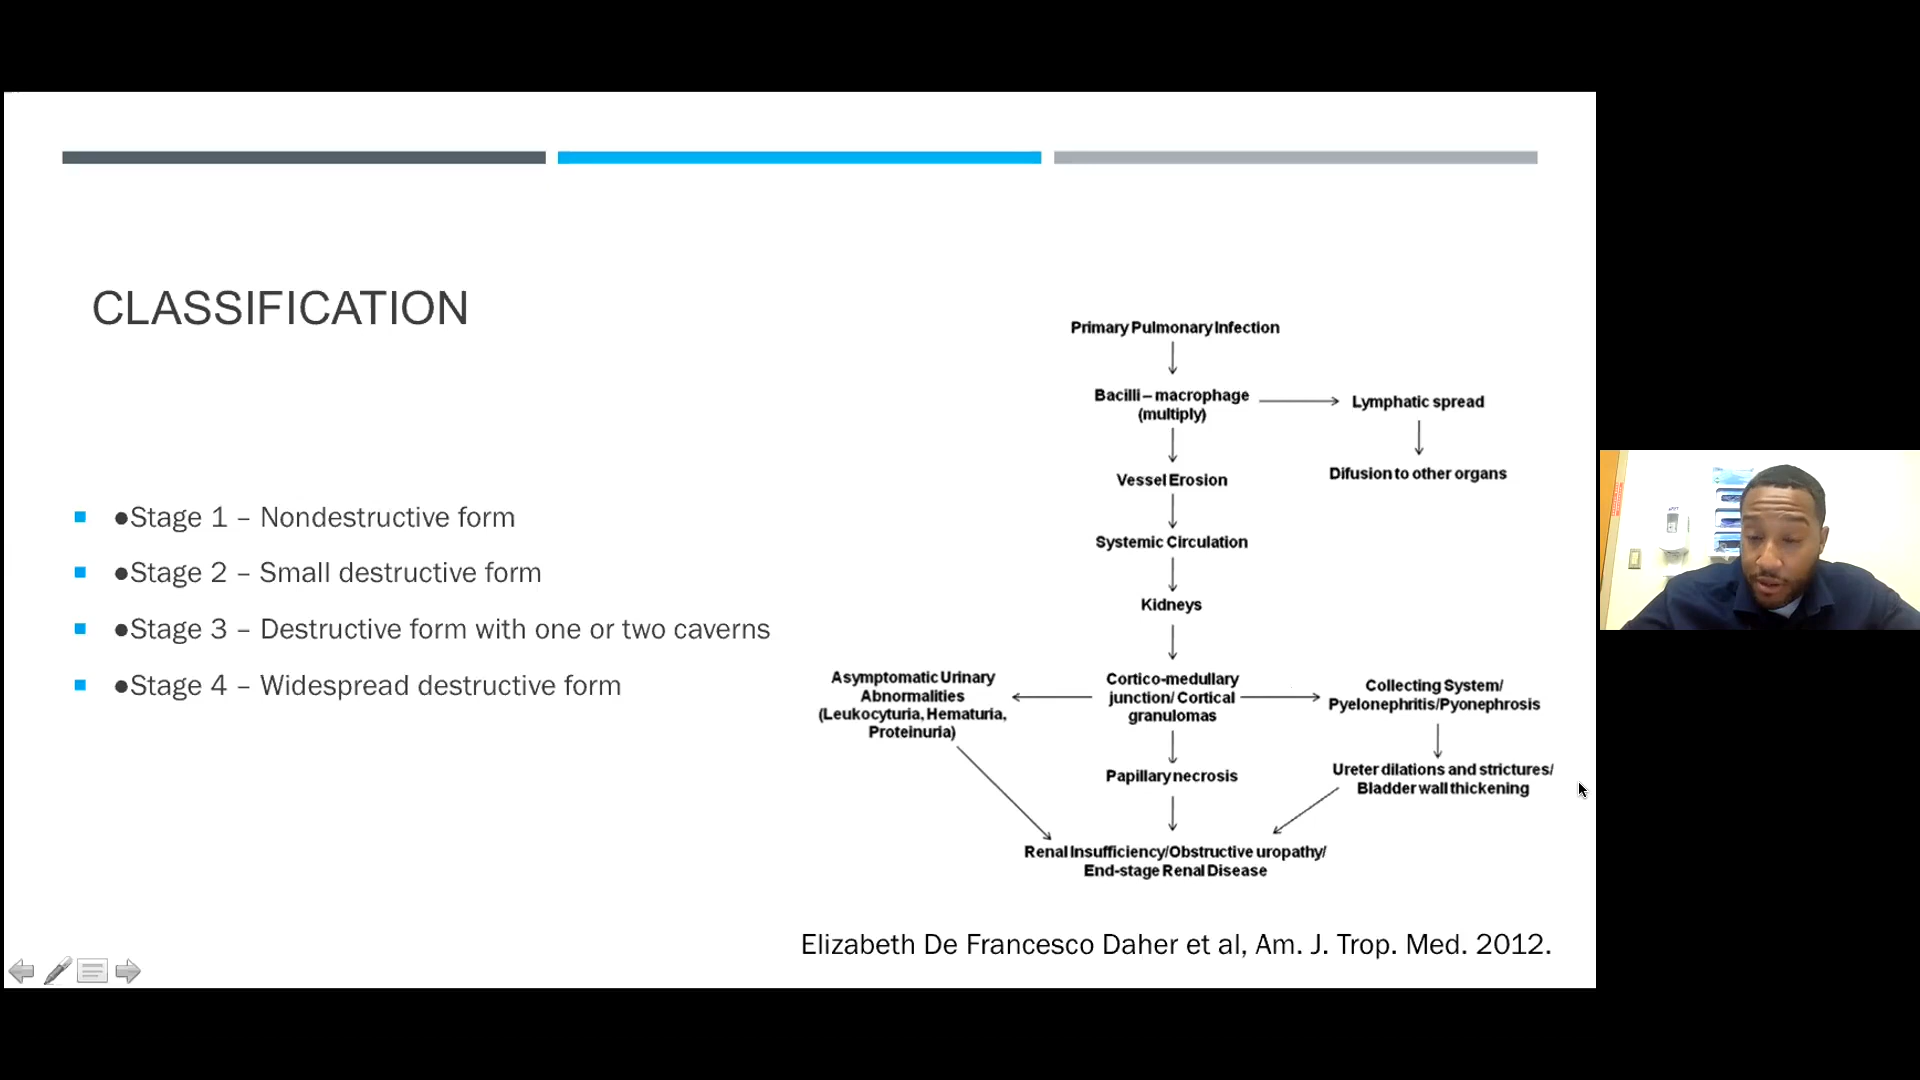 CLASSIFICATION
●Stage 1 – Nondestructive form
●Stage 2 – Small destructive form
●Stage 3 – Destructive form with one or two caverns
●Stage 4 – Widespread destructive form
Primary Pulmonary Infection
Bacilli – macrophage
(multiply)
Lymphatic spread
Vessel Erosion
Difusion to other organs
Systemic Circulation
Kidneys
Asymptomatic Urinary
Abnormalities
(Leukocyturia, Hematuria,
Proteinuria)
Cortico-medullary
junction/ Cortical
granulomas
Collecting System/
Pyelonephritis/Pyonephrosis
Papillary necrosis
Ureter dilations and strictures/
Bladder wall thickening
Renal Insufficiency/Obstructive uropathy/
End-stage Renal Disease
Elizabeth De Francesco Daher et al, Am. J. Trop. Med. 2012.